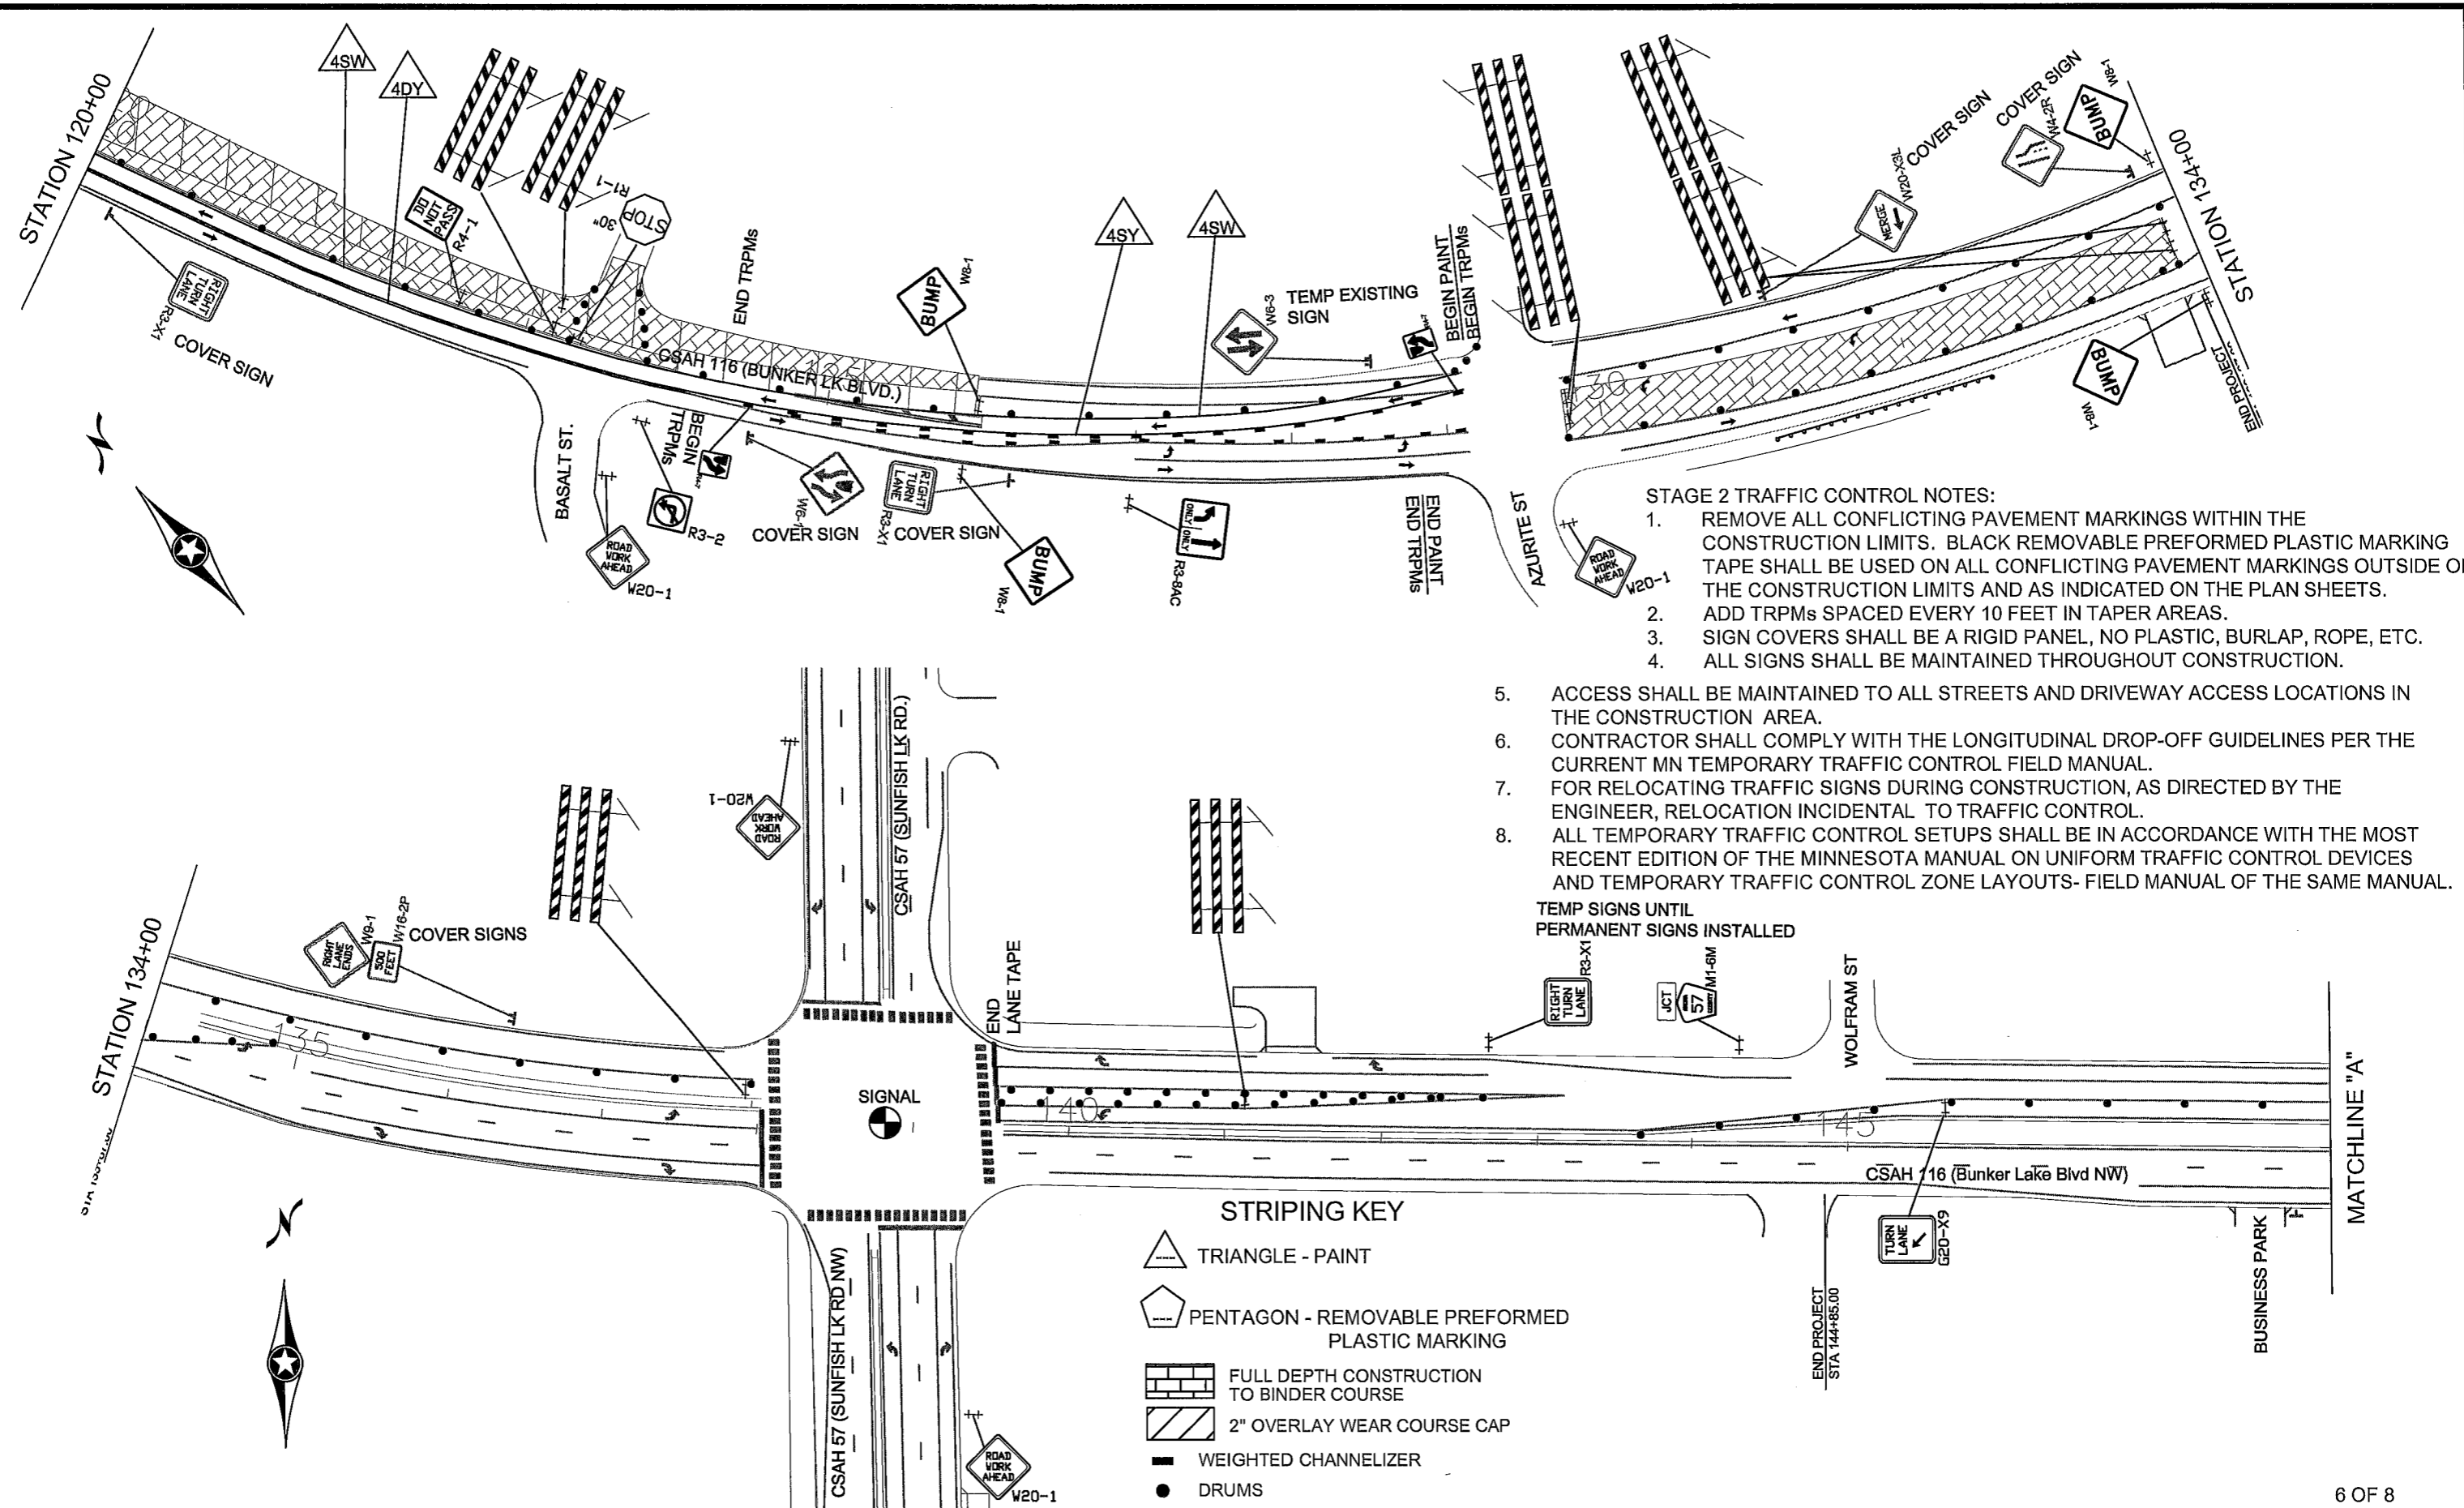 STATION 120+00
4SW
4DY
DO
NOT
PASS
R4-1
R1-1
30"
STOP
RIGHT
TURN
LANE
R3-X1
COVER SIGN
END TRPMs
CSAH 116 (BUNKER LK BLVD.)
BUMP
W8-1
4SY
4SW
W6-3
TEMP EXISTING
SIGN
BEGIN PAINT
BEGIN TRPMs
130
MERGE
W20-X3L
COVER SIGN
COVER SIGN
W4-2R
BUMP
W8-1
STATION 134+00
BUMP
W8-1
END PROJECT
BASALT ST.
BEGIN
TRPMs
R3-2
ROAD
WORK
AHEAD
W20-1
W6-1
COVER SIGN
RIGHT
TURN
LANE
R3-X1
COVER SIGN
BUMP
W8-1
ONLY
ONLY
R3-8AC
END PAINT
END TRPMs
AZURITE ST
ROAD
WORK
AHEAD
W20-1
STAGE 2 TRAFFIC CONTROL NOTES:
1. REMOVE ALL CONFLICTING PAVEMENT MARKINGS WITHIN THE
CONSTRUCTION LIMITS. BLACK REMOVABLE PREFORMED PLASTIC MARKING
TAPE SHALL BE USED ON ALL CONFLICTING PAVEMENT MARKINGS OUTSIDE
THE CONSTRUCTION LIMITS AND AS INDICATED ON THE PLAN SHEETS.
2. ADD TRPMs SPACED EVERY 10 FEET IN TAPER AREAS.
3. SIGN COVERS SHALL BE A RIGID PANEL, NO PLASTIC, BURLAP, ROPE, ETC.
4. ALL SIGNS SHALL BE MAINTAINED THROUGHOUT CONSTRUCTION.
5. ACCESS SHALL BE MAINTAINED TO ALL STREETS AND DRIVEWAY ACCESS LOCATIONS IN
THE CONSTRUCTION AREA.
6. CONTRACTOR SHALL COMPLY WITH THE LONGITUDINAL DROP-OFF GUIDELINES PER THE
CURRENT MN TEMPORARY TRAFFIC CONTROL FIELD MANUAL.
7. FOR RELOCATING TRAFFIC SIGNS DURING CONSTRUCTION, AS DIRECTED BY THE
ENGINEER, RELOCATION INCIDENTAL TO TRAFFIC CONTROL.
8. ALL TEMPORARY TRAFFIC CONTROL SETUPS SHALL BE IN ACCORDANCE WITH THE MOST
RECENT EDITION OF THE MINNESOTA MANUAL ON UNIFORM TRAFFIC CONTROL DEVICES
AND TEMPORARY TRAFFIC CONTROL ZONE LAYOUTS- FIELD MANUAL OF THE SAME MANUAL.
STATION 134+00
RIGHT
LANE
ENDS
W9-1
500
FEET
W16-2P
COVER SIGNS
135
W20-1
ROAD
WORK
AHEAD
CSAH 57 (SUNFISH LK RD.)
SIGNAL
END
LANE TAPE
140
TEMP SIGNS UNTIL
PERMANENT SIGNS INSTALLED
RIGHT
TURN
LANE
R3-X1
JCT
57
M1-6M
WOLFRAM ST
145
CSAH 116 (Bunker Lake Blvd NW)
MATCHLINE "A"
TURN
LANE
G20-X9
END PROJECT
STA 144+85.00
BUSINESS PARK
CSAH 57 (SUNFISH LK RD NW)
ROAD
WORK
AHEAD
W20-1
STRIPING KEY
TRIANGLE - PAINT
PENTAGON - REMOVABLE PREFORMED
PLASTIC MARKING
FULL DEPTH CONSTRUCTION
TO BINDER COURSE
2" OVERLAY WEAR COURSE CAP
WEIGHTED CHANNELIZER
DRUMS
6 OF 8